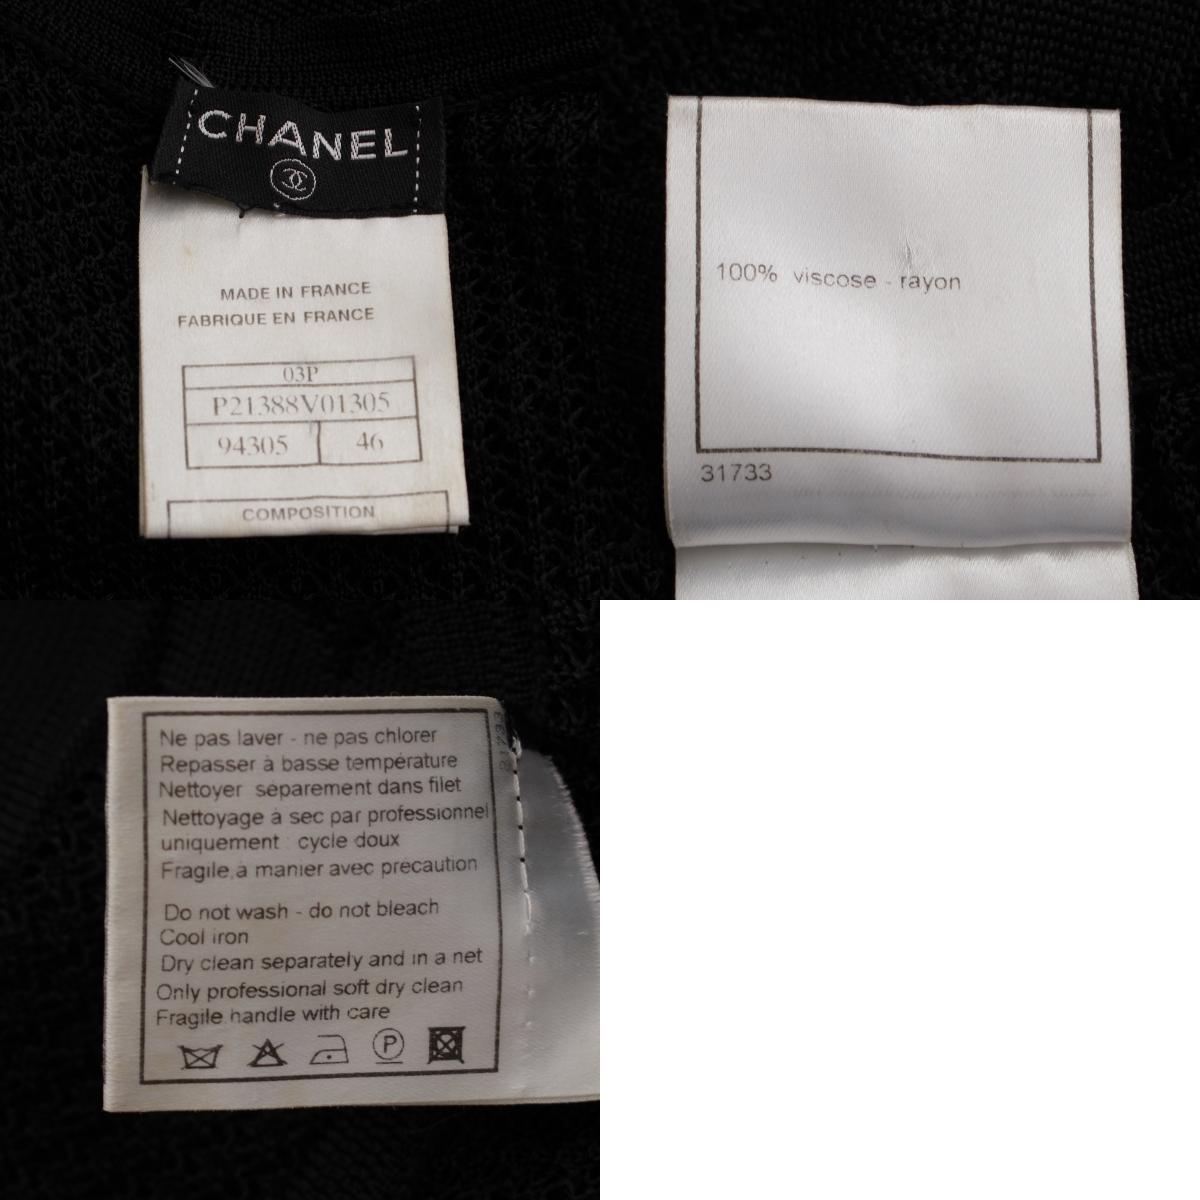 CHANEL
MADE IN FRANCE
FABRIQUE EN FRANCE
03P
P21388V01305
94305 46
COMPOSITION
100% viscose - rayon
31733
Ne pas laver - ne pas chlorer
Repasser à basse température
Nettoyer séparement dans filet
Nettoyage à sec par professionnel
uniquement : cycle doux
Fragile,à manier avec précaution
Do not wash - do not bleach
Cool iron
Dry clean separately and in a net
Only professional soft dry clean
Fragile handle with care
P
31733